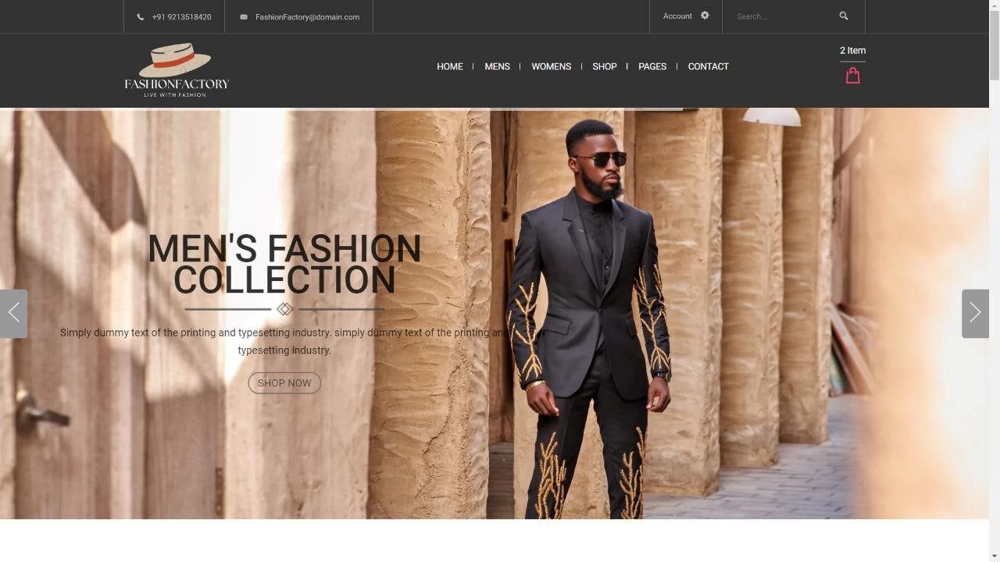 +91 9213518420
FashionFactory@domain.com
Account
Search...
FASHIONFACTORY
LIVE WITH FASHION
HOME
MENS
WOMENS
SHOP
PAGES
CONTACT
2 Item
MEN'S FASHION
COLLECTION
Simply dummy text of the printing and typesetting industry. simply dummy text of the printing and
typesetting industry.
SHOP NOW